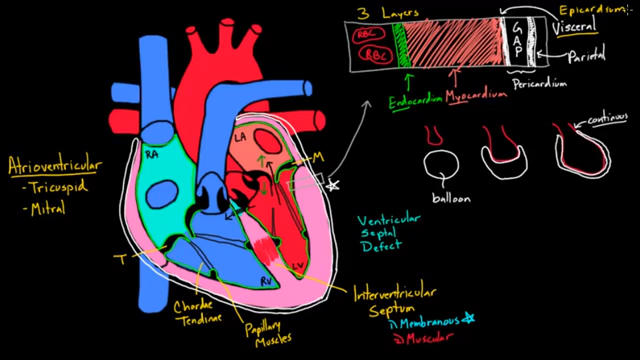 3 Layers
Epicardium
Visceral
RBC
RBC
GAP
Parietal
Pericardium
Endocardium
Myocardium
continuous
balloon
Atrioventricular
- Tricuspid
- Mitral
RA
LA
M
T
RV
LV
Ventricular
Septal
Defect
Chordae
Tendinae
Papillary
Muscles
Interventricular
Septum
1) Membranous
2) Muscular